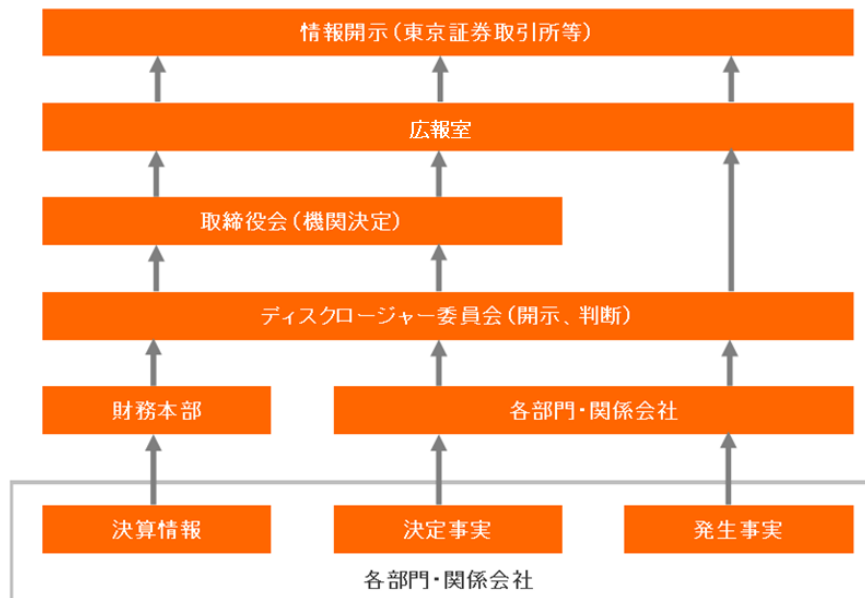 情報開示（東京証券取引所等）
広報室
取締役会（機関決定）
ディスクロージャー委員会（開示、判断）
財務本部
各部門・関係会社
決算情報
決定事実
発生事実
各部門・関係会社